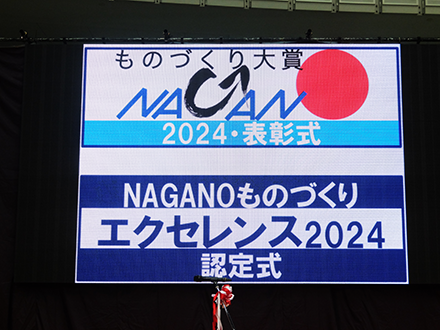 ものづくり大賞
NAGANO
2024・表彰式
NAGANOものづくり
エクセレンス2024
認定式